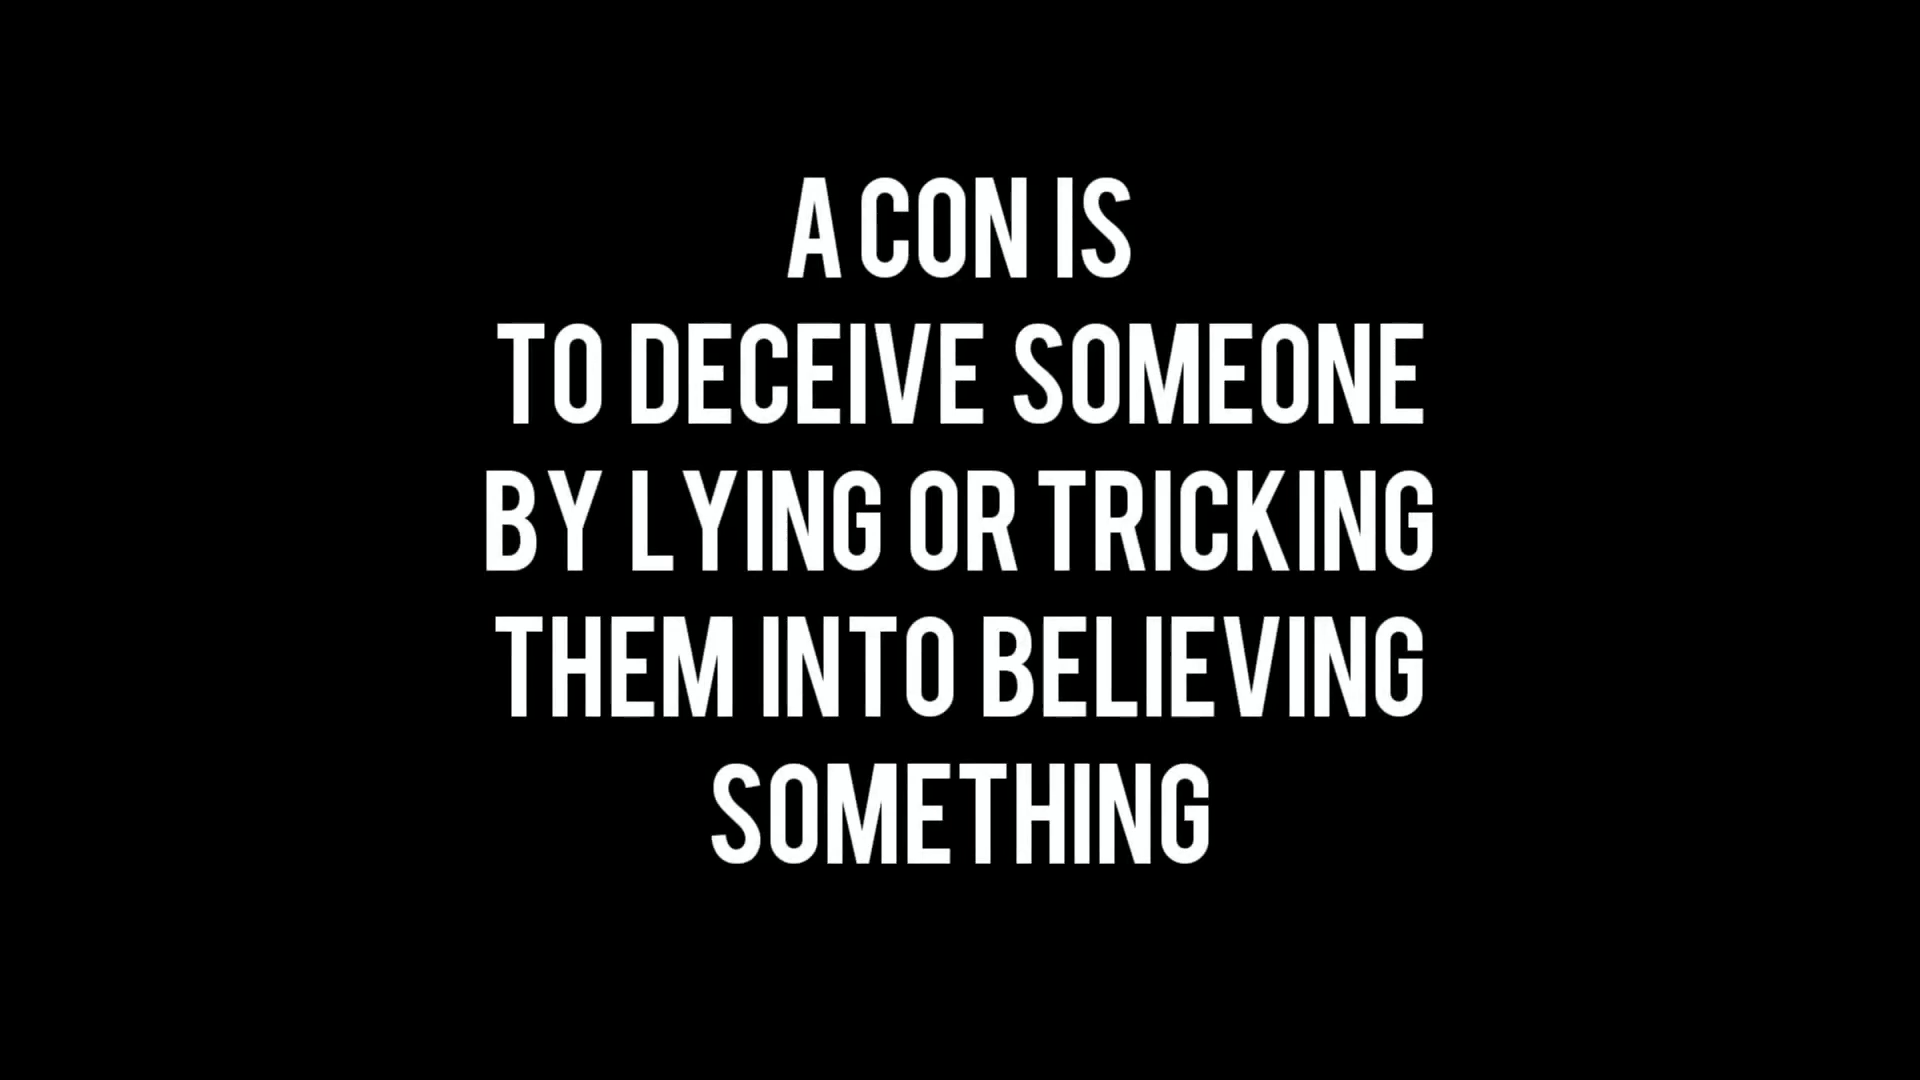 A CON IS
TO DECEIVE SOMEONE
BY LYING OR TRICKING
THEM INTO BELIEVING
SOMETHING